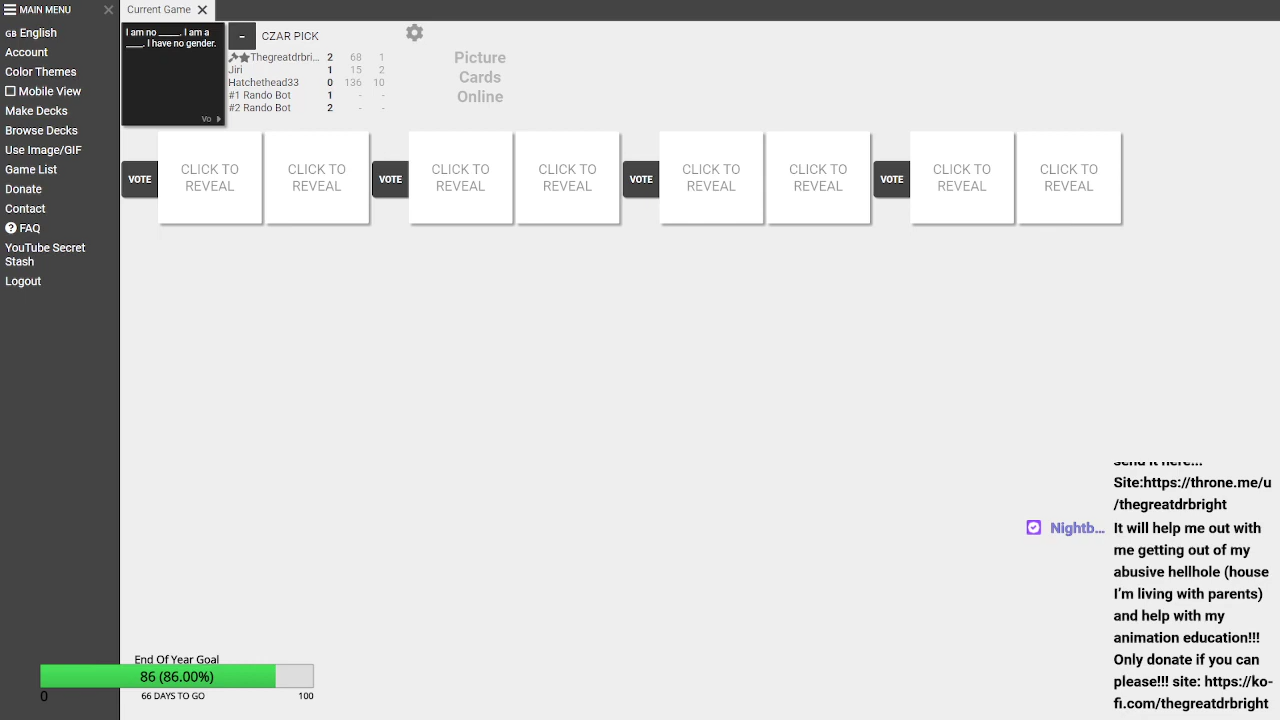 MAIN MENU
GB English
Account
Color Themes
Mobile View
Make Decks
Browse Decks
Use Image/GIF
Game List
Donate
Contact
FAQ
YouTube Secret
Stash
Logout
Current Game
I am no ____. I am a
____. I have no gender.
Vo
-
CZAR PICK
Thegreatdrbri... 2 68 1
Jiri 1 15 2
Hatchethead33 0 136 10
#1 Rando Bot 1 - -
#2 Rando Bot 2 - -
Picture
Cards
Online
VOTE
CLICK TO
REVEAL
CLICK TO
REVEAL
VOTE
CLICK TO
REVEAL
CLICK TO
REVEAL
VOTE
CLICK TO
REVEAL
CLICK TO
REVEAL
VOTE
CLICK TO
REVEAL
CLICK TO
REVEAL
send it here...
Site:https://throne.me/u
/thegreatdrbright
Nightb... It will help me out with
me getting out of my
abusive hellhole (house
I'm living with parents)
and help with my
animation education!!!
Only donate if you can
please!!! site: https://ko-
fi.com/thegreatdrbright
End Of Year Goal
86 (86.00%)
0 66 DAYS TO GO 100